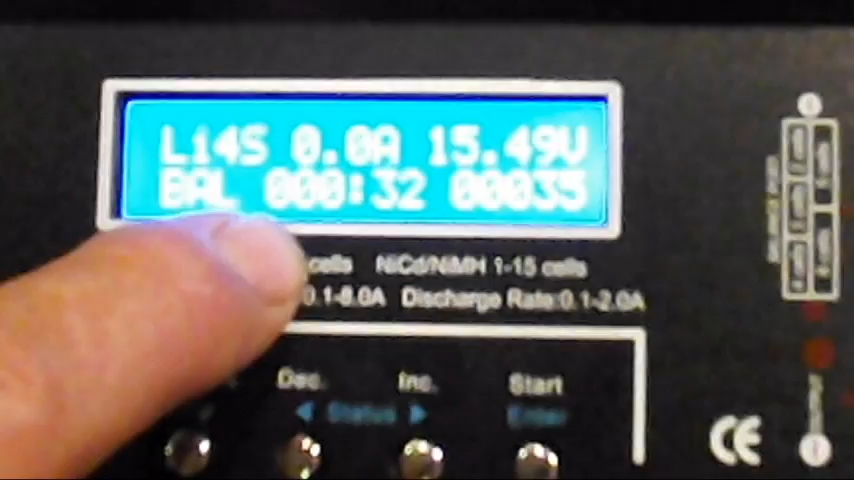 Li4S 0.0A 15.49V
BAL 000:32 00035
cells NiCd/NiMH 1-15 cells
0.1-8.0A Discharge Rate:0.1-2.0A
Dec. Inc. Start
Status Enter
CE